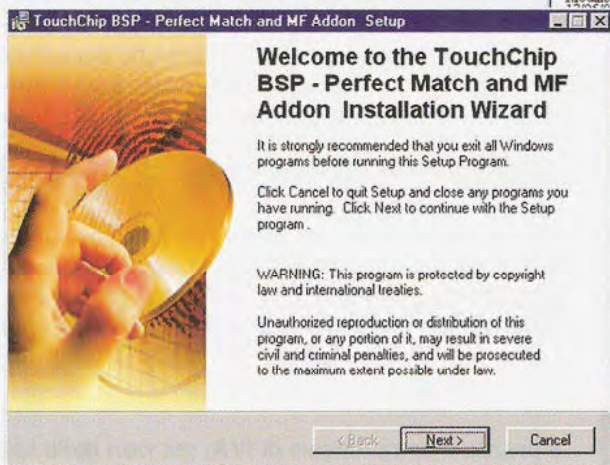 TouchChip BSP - Perfect Match and MF Addon Setup
Welcome to the TouchChip
BSP - Perfect Match and MF
Addon Installation Wizard
It is strongly recommended that you exit all Windows
programs before running this Setup Program.
Click Cancel to quit Setup and close any programs you
have running. Click Next to continue with the Setup
program .
WARNING: This program is protected by copyright
law and international treaties.
Unauthorized reproduction or distribution of this
program, or any portion of it, may result in severe
civil and criminal penalties, and will be prosecuted
to the maximum extent possible under law.
< Back Next > Cancel